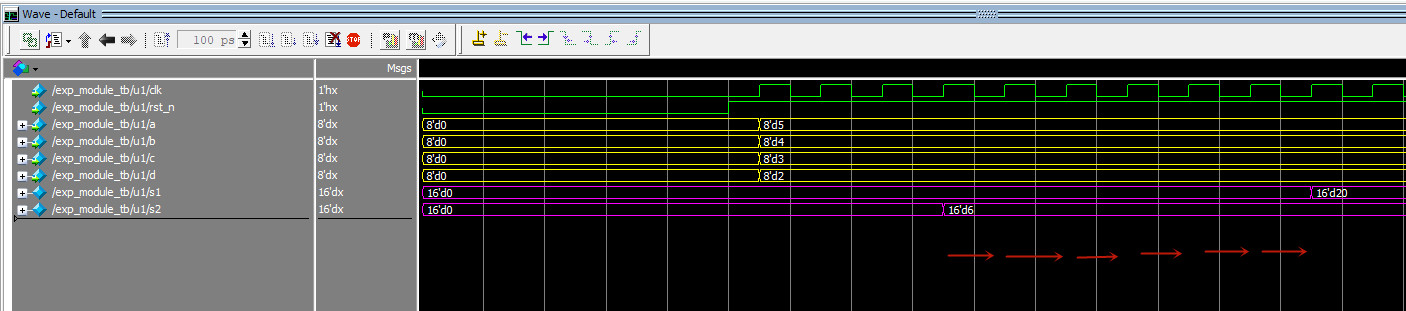 Wave - Default
100 ps
STOP
Msgs
/exp_module_tb/u1/clk 1'hx
/exp_module_tb/u1/rst_n 1'hx
/exp_module_tb/u1/a 8'dx 8'd0 8'd5
/exp_module_tb/u1/b 8'dx 8'd0 8'd4
/exp_module_tb/u1/c 8'dx 8'd0 8'd3
/exp_module_tb/u1/d 8'dx 8'd0 8'd2
/exp_module_tb/u1/s1 16'dx 16'd0 16'd20
/exp_module_tb/u1/s2 16'dx 16'd0 16'd6